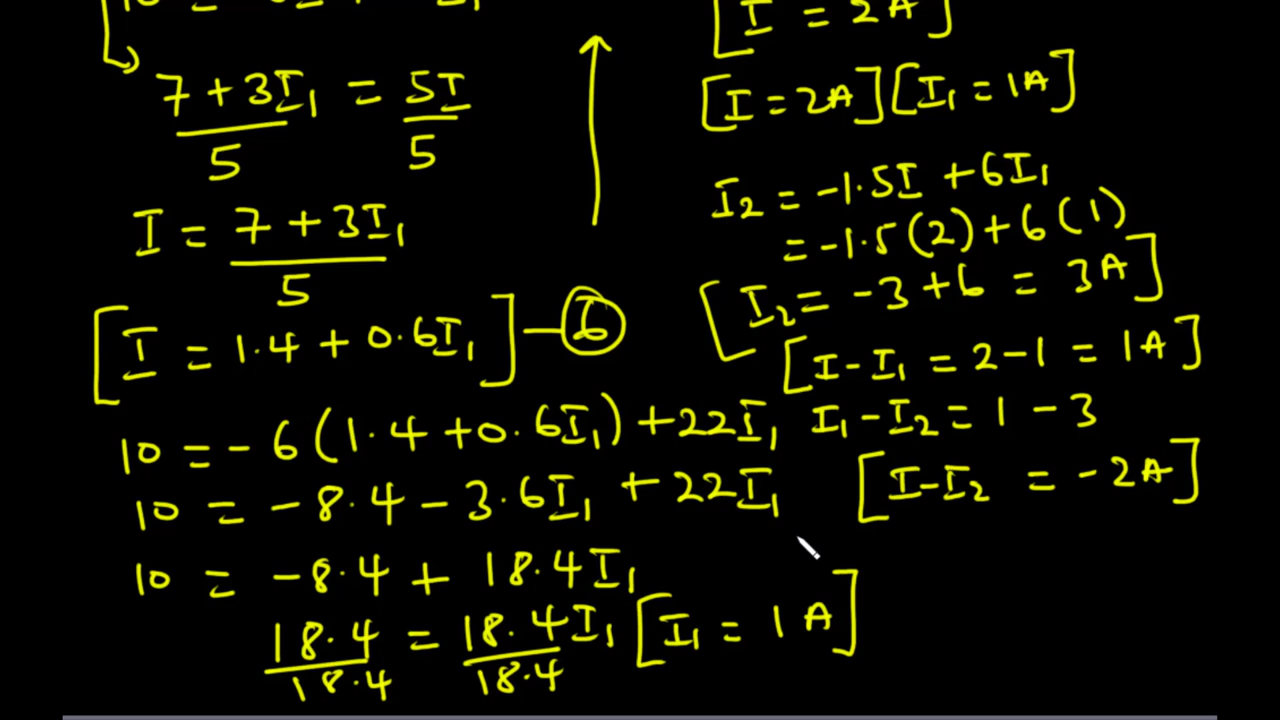 7 + 3I₁ = 5I
5 5
I = 7 + 3I₁
5
[I = 1.4 + 0.6I₁] — ⑥
10 = -6(1.4 + 0.6I₁) + 22I₁
10 = -8.4 - 3.6I₁ + 22I₁
10 = -8.4 + 18.4I₁
18.4 = 18.4I₁ [I₁ = 1A]
18.4 18.4
[I = 2A]
[I = 2A][I₁ = 1A]
I₂ = -1.5I + 6I₁
= -1.5(2) + 6(1)
[I₂ = -3 + 6 = 3A]
[I - I₁ = 2 - 1 = 1A]
I₁ - I₂ = 1 - 3
[I - I₂ = -2A]